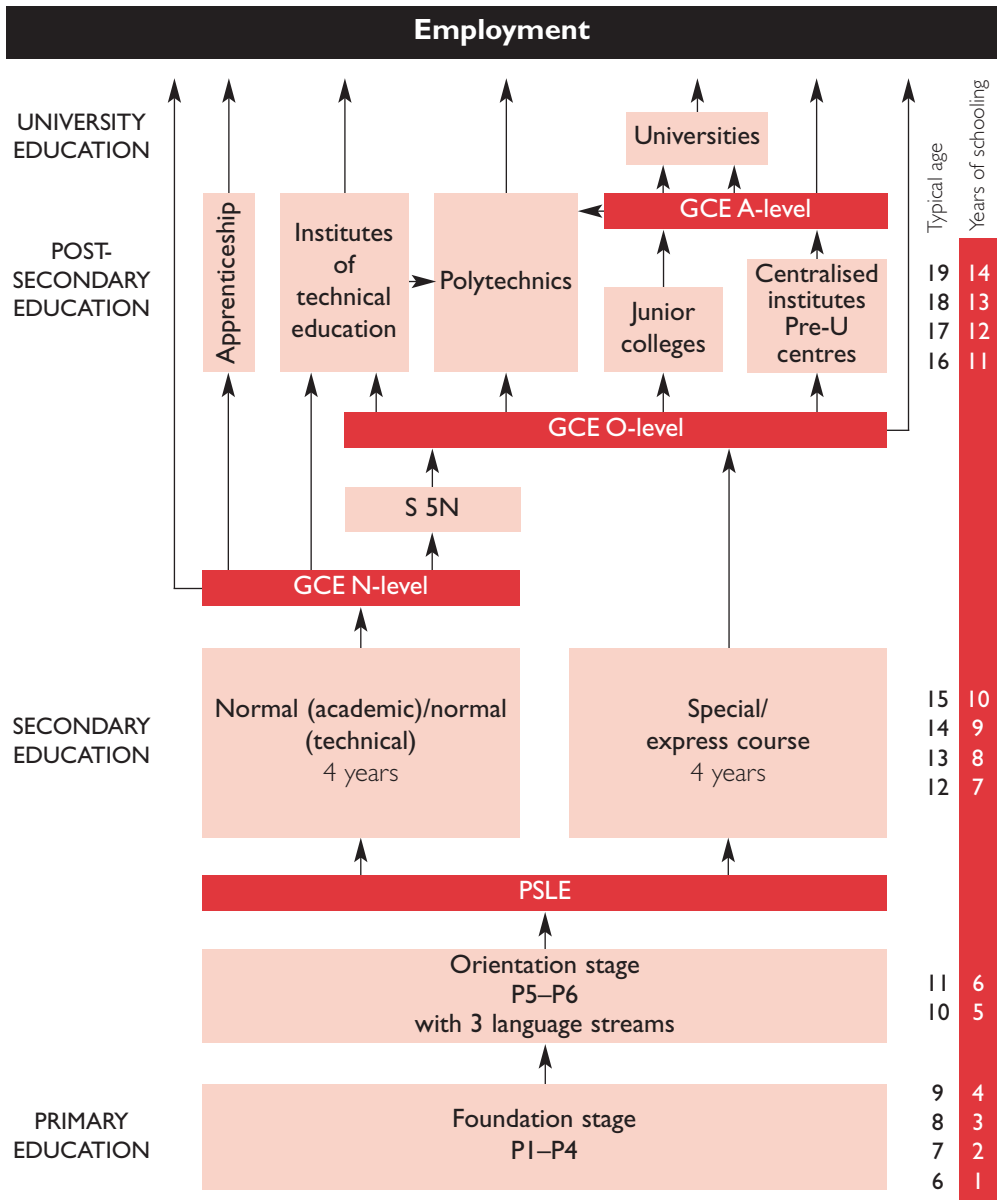 Employment
UNIVERSITY
EDUCATION
Universities
Typical age
Years of schooling
GCE A-level
Apprenticeship
Institutes
of
technical
education
Polytechnics
POST-
SECONDARY
EDUCATION
Junior
colleges
Centralised
institutes
Pre-U
centres
19 14
18 13
17 12
16 11
GCE O-level
S 5N
GCE N-level
SECONDARY
EDUCATION
Normal (academic)/normal
(technical)
4 years
Special/
express course
4 years
15 10
14 9
13 8
12 7
PSLE
Orientation stage
P5–P6
with 3 language streams
11 6
10 5
PRIMARY
EDUCATION
Foundation stage
P1–P4
9 4
8 3
7 2
6 1